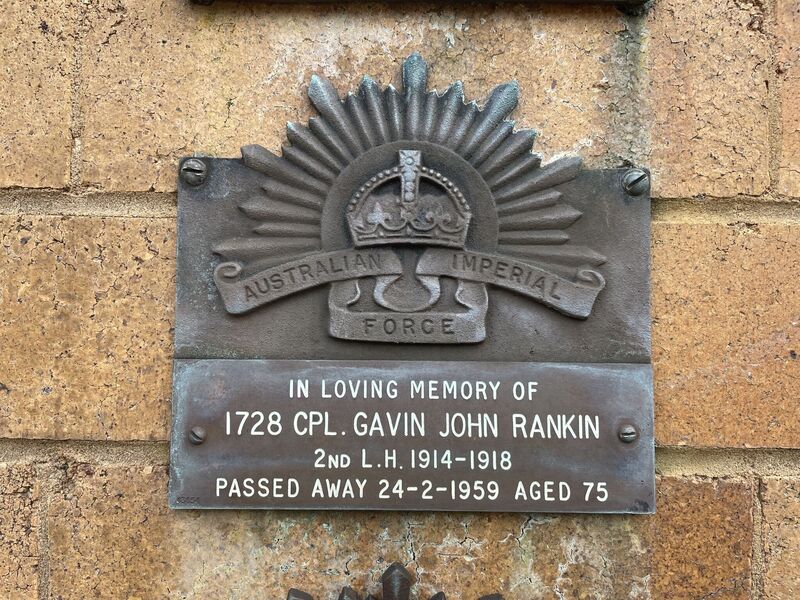 AUSTRALIAN IMPERIAL
FORCE
IN LOVING MEMORY OF
1728 CPL. GAVIN JOHN RANKIN
2ND L.H. 1914-1918
PASSED AWAY 24-2-1959 AGED 75